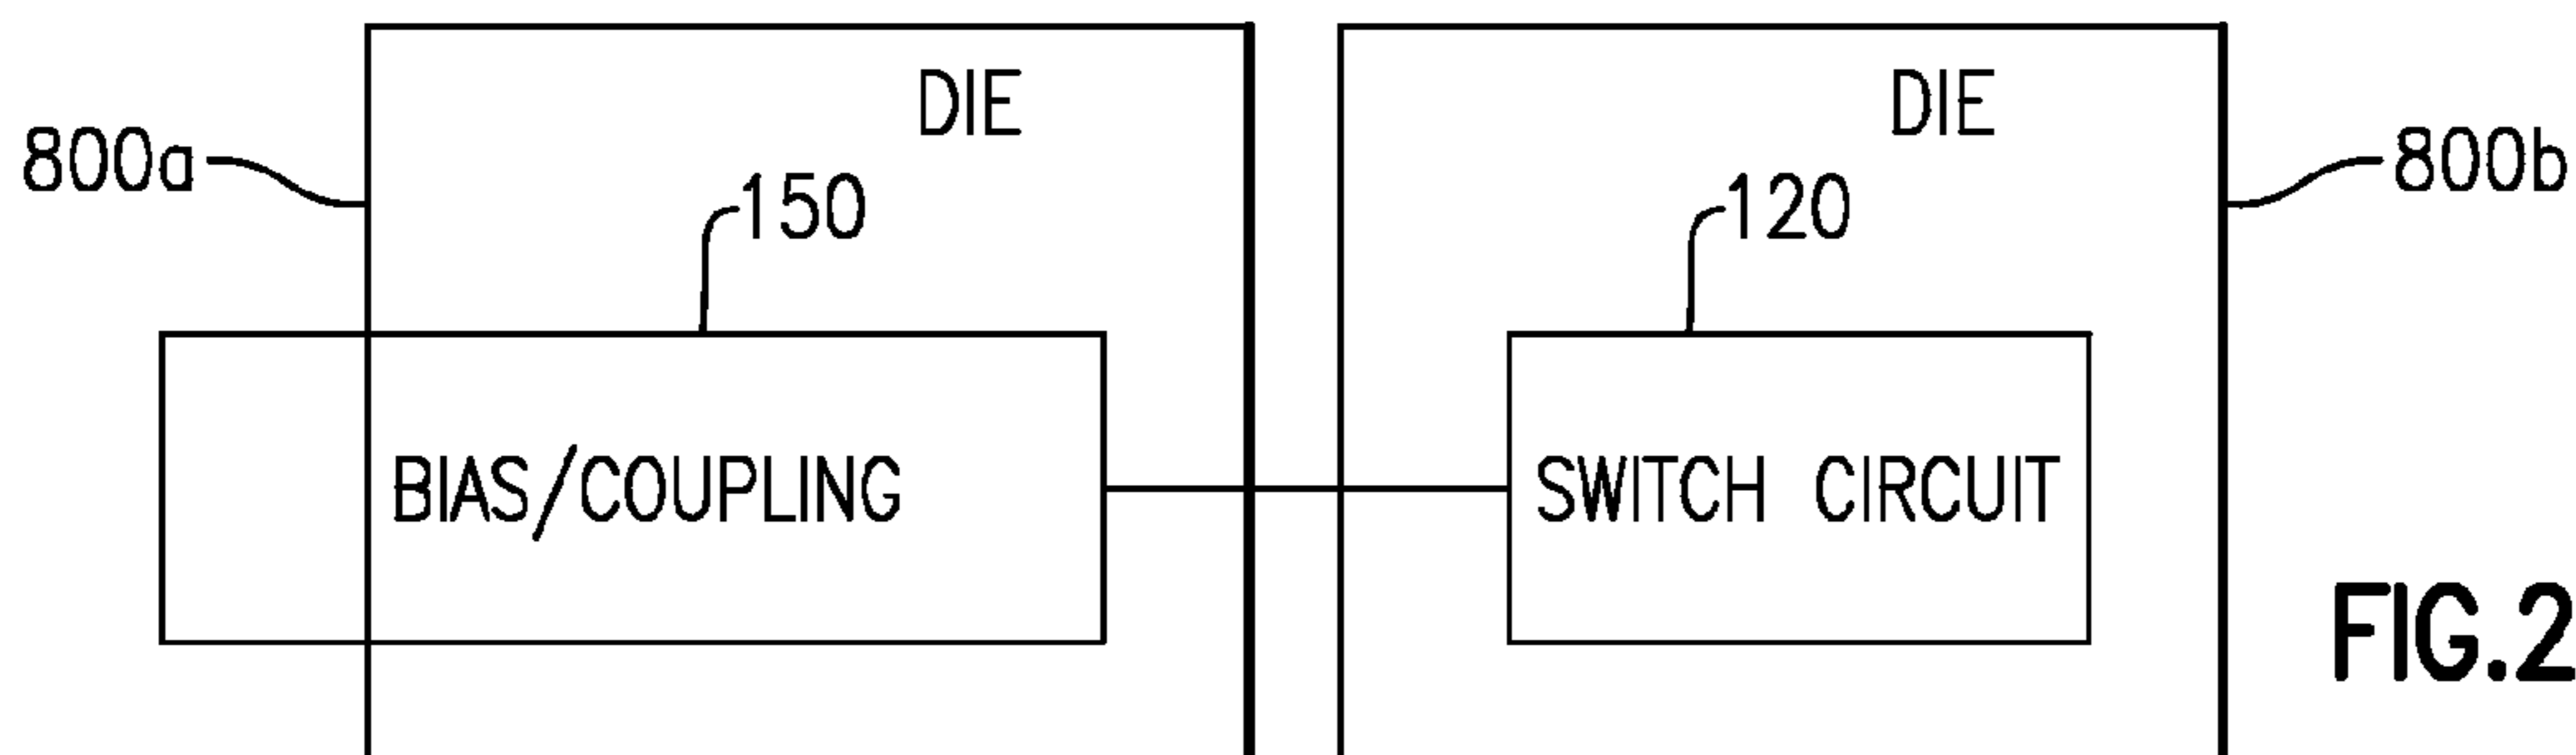 DIE
DIE
800a
800b
150
120
BIAS/COUPLING
SWITCH CIRCUIT
FIG.2